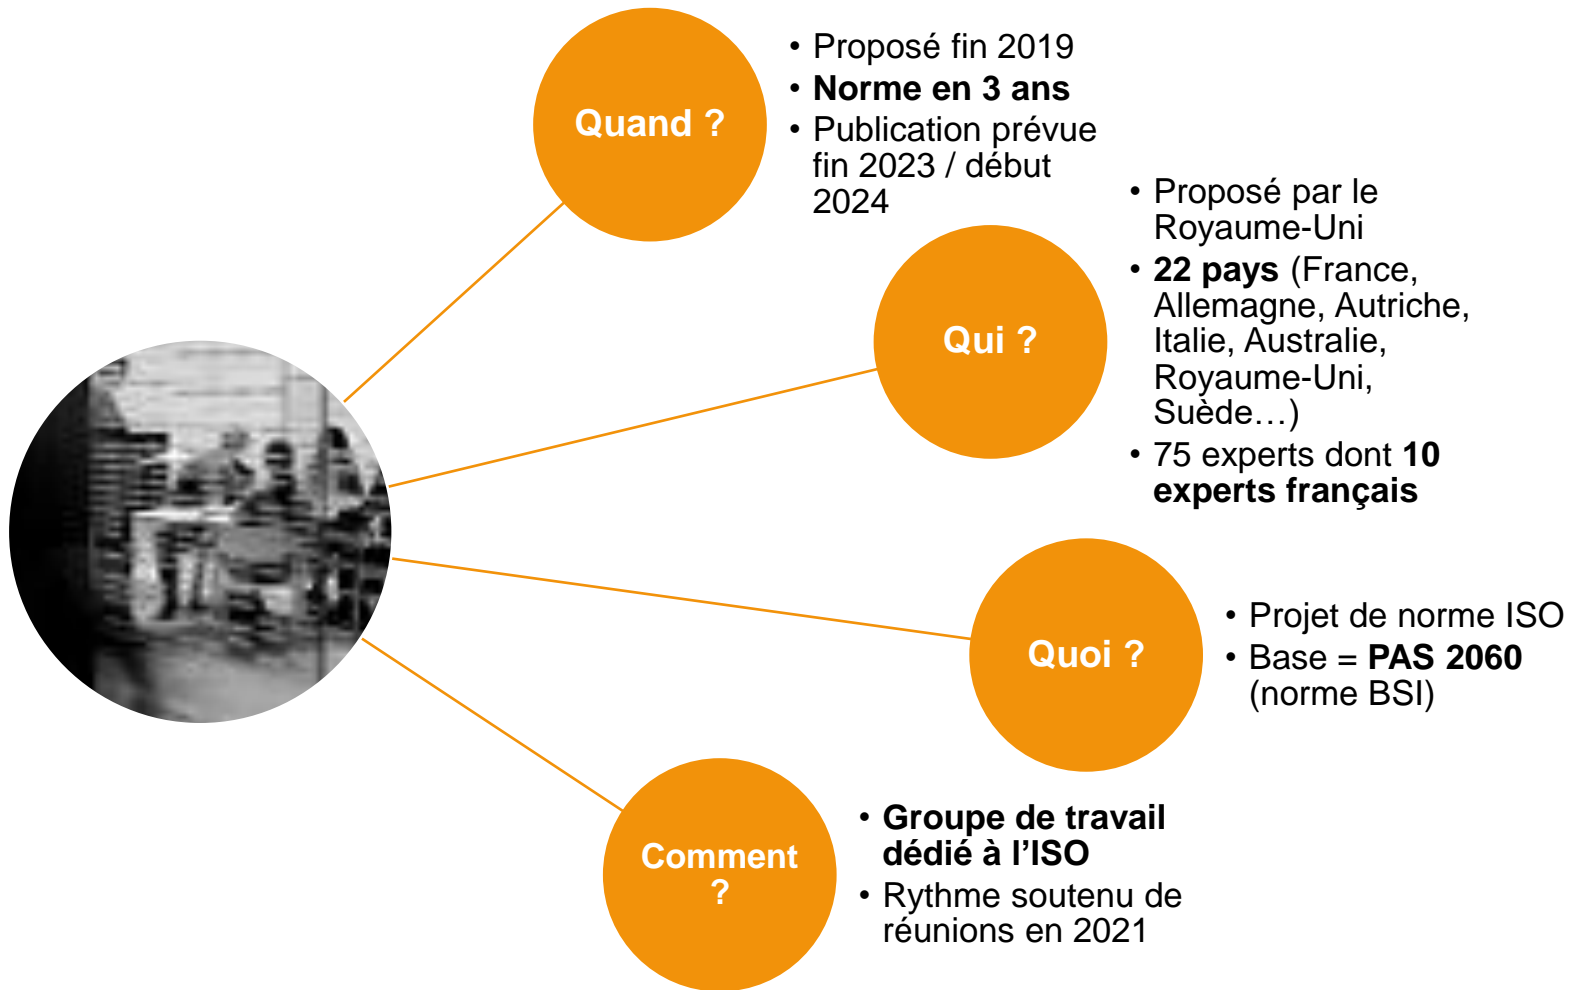 Quand ?
• Proposé fin 2019
• Norme en 3 ans
• Publication prévue
fin 2023 / début
2024
Qui ?
• Proposé par le
Royaume-Uni
• 22 pays (France,
Allemagne, Autriche,
Italie, Australie,
Royaume-Uni,
Suède…)
• 75 experts dont 10
experts français
Quoi ?
• Projet de norme ISO
• Base = PAS 2060
(norme BSI)
Comment
?
• Groupe de travail
dédié à l’ISO
• Rythme soutenu de
réunions en 2021